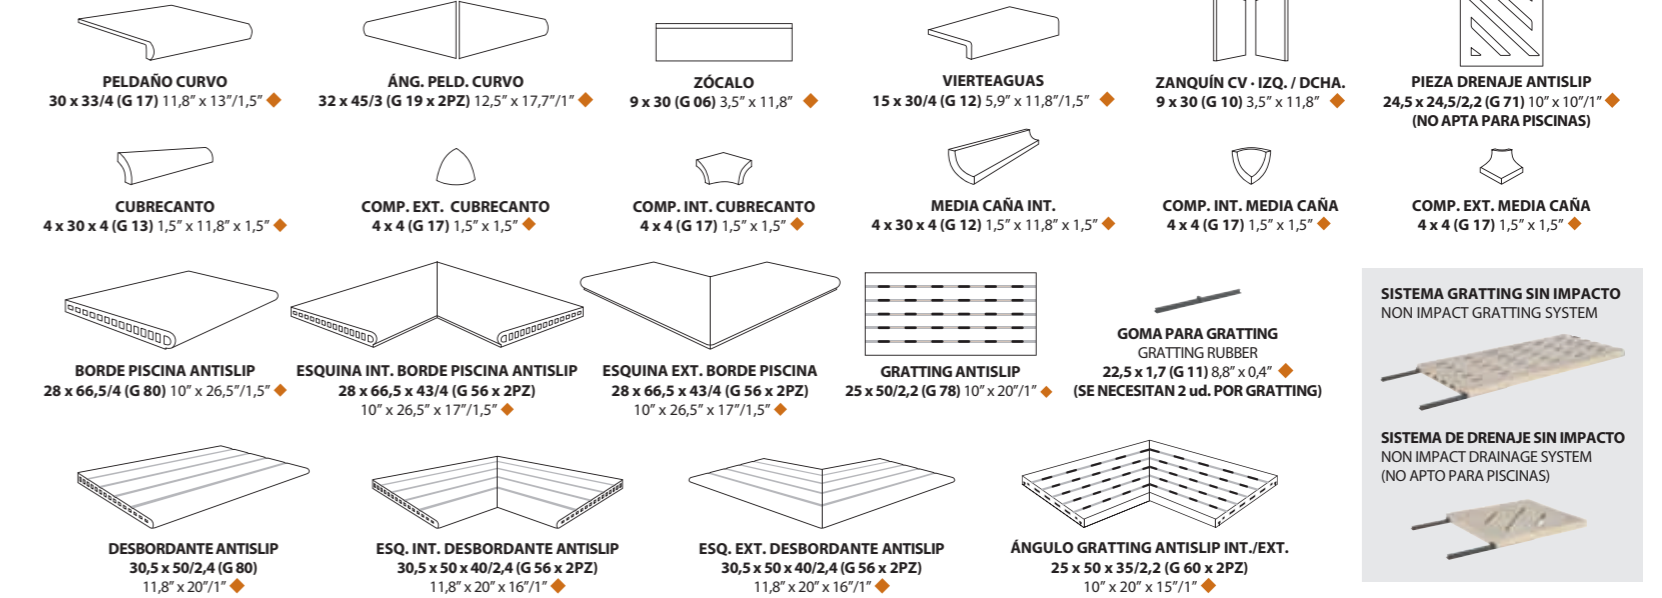 PELDAÑO CURVO
30 x 33/4 (G 17) 11,8” x 13”/1,5”
ÁNG. PELD. CURVO
32 x 45/3 (G 19 x 2PZ) 12,5” x 17,7”/1”
ZÓCALO
9 x 30 (G 06) 3,5” x 11,8”
VIERTEAGUAS
15 x 30/4 (G 12) 5,9” x 11,8”/1,5”
ZANQUÍN CV · IZQ. / DCHA.
9 x 30 (G 10) 3,5” x 11,8”
PIEZA DRENAJE ANTISLIP
24,5 x 24,5/2,2 (G 71) 10” x 10”/1”
(NO APTA PARA PISCINAS)
CUBRECANTO
4 x 30 x 4 (G 13) 1,5” x 11,8” x 1,5”
COMP. EXT. CUBRECANTO
4 x 4 (G 17) 1,5” x 1,5”
COMP. INT. CUBRECANTO
4 x 4 (G 17) 1,5” x 1,5”
MEDIA CAÑA INT.
4 x 30 x 4 (G 12) 1,5” x 11,8” x 1,5”
COMP. INT. MEDIA CAÑA
4 x 4 (G 17) 1,5” x 1,5”
COMP. EXT. MEDIA CAÑA
4 x 4 (G 17) 1,5” x 1,5”
BORDE PISCINA ANTISLIP
28 x 66,5/4 (G 80) 10” x 26,5”/1,5”
ESQUINA INT. BORDE PISCINA ANTISLIP
28 x 66,5 x 43/4 (G 56 x 2PZ)
10” x 26,5” x 17”/1,5”
ESQUINA EXT. BORDE PISCINA
28 x 66,5 x 43/4 (G 56 x 2PZ)
10” x 26,5” x 17”/1,5”
GRATTING ANTISLIP
25 x 50/2,2 (G 78) 10” x 20”/1”
GOMA PARA GRATTING
GRATTING RUBBER
22,5 x 1,7 (G 11) 8,8” x 0,4”
(SE NECESITAN 2 ud. POR GRATTING)
SISTEMA GRATTING SIN IMPACTO
NON IMPACT GRATTING SYSTEM
SISTEMA DE DRENAJE SIN IMPACTO
NON IMPACT DRAINAGE SYSTEM
(NO APTO PARA PISCINAS)
DESBORDANTE ANTISLIP
30,5 x 50/2,4 (G 80)
11,8” x 20”/1”
ESQ. INT. DESBORDANTE ANTISLIP
30,5 x 50 x 40/2,4 (G 56 x 2PZ)
11,8” x 20” x 16”/1”
ESQ. EXT. DESBORDANTE ANTISLIP
30,5 x 50 x 40/2,4 (G 56 x 2PZ)
11,8” x 20” x 16”/1”
ÁNGULO GRATTING ANTISLIP INT./EXT.
25 x 50 x 35/2,2 (G 60 x 2PZ)
10” x 20” x 15”/1”